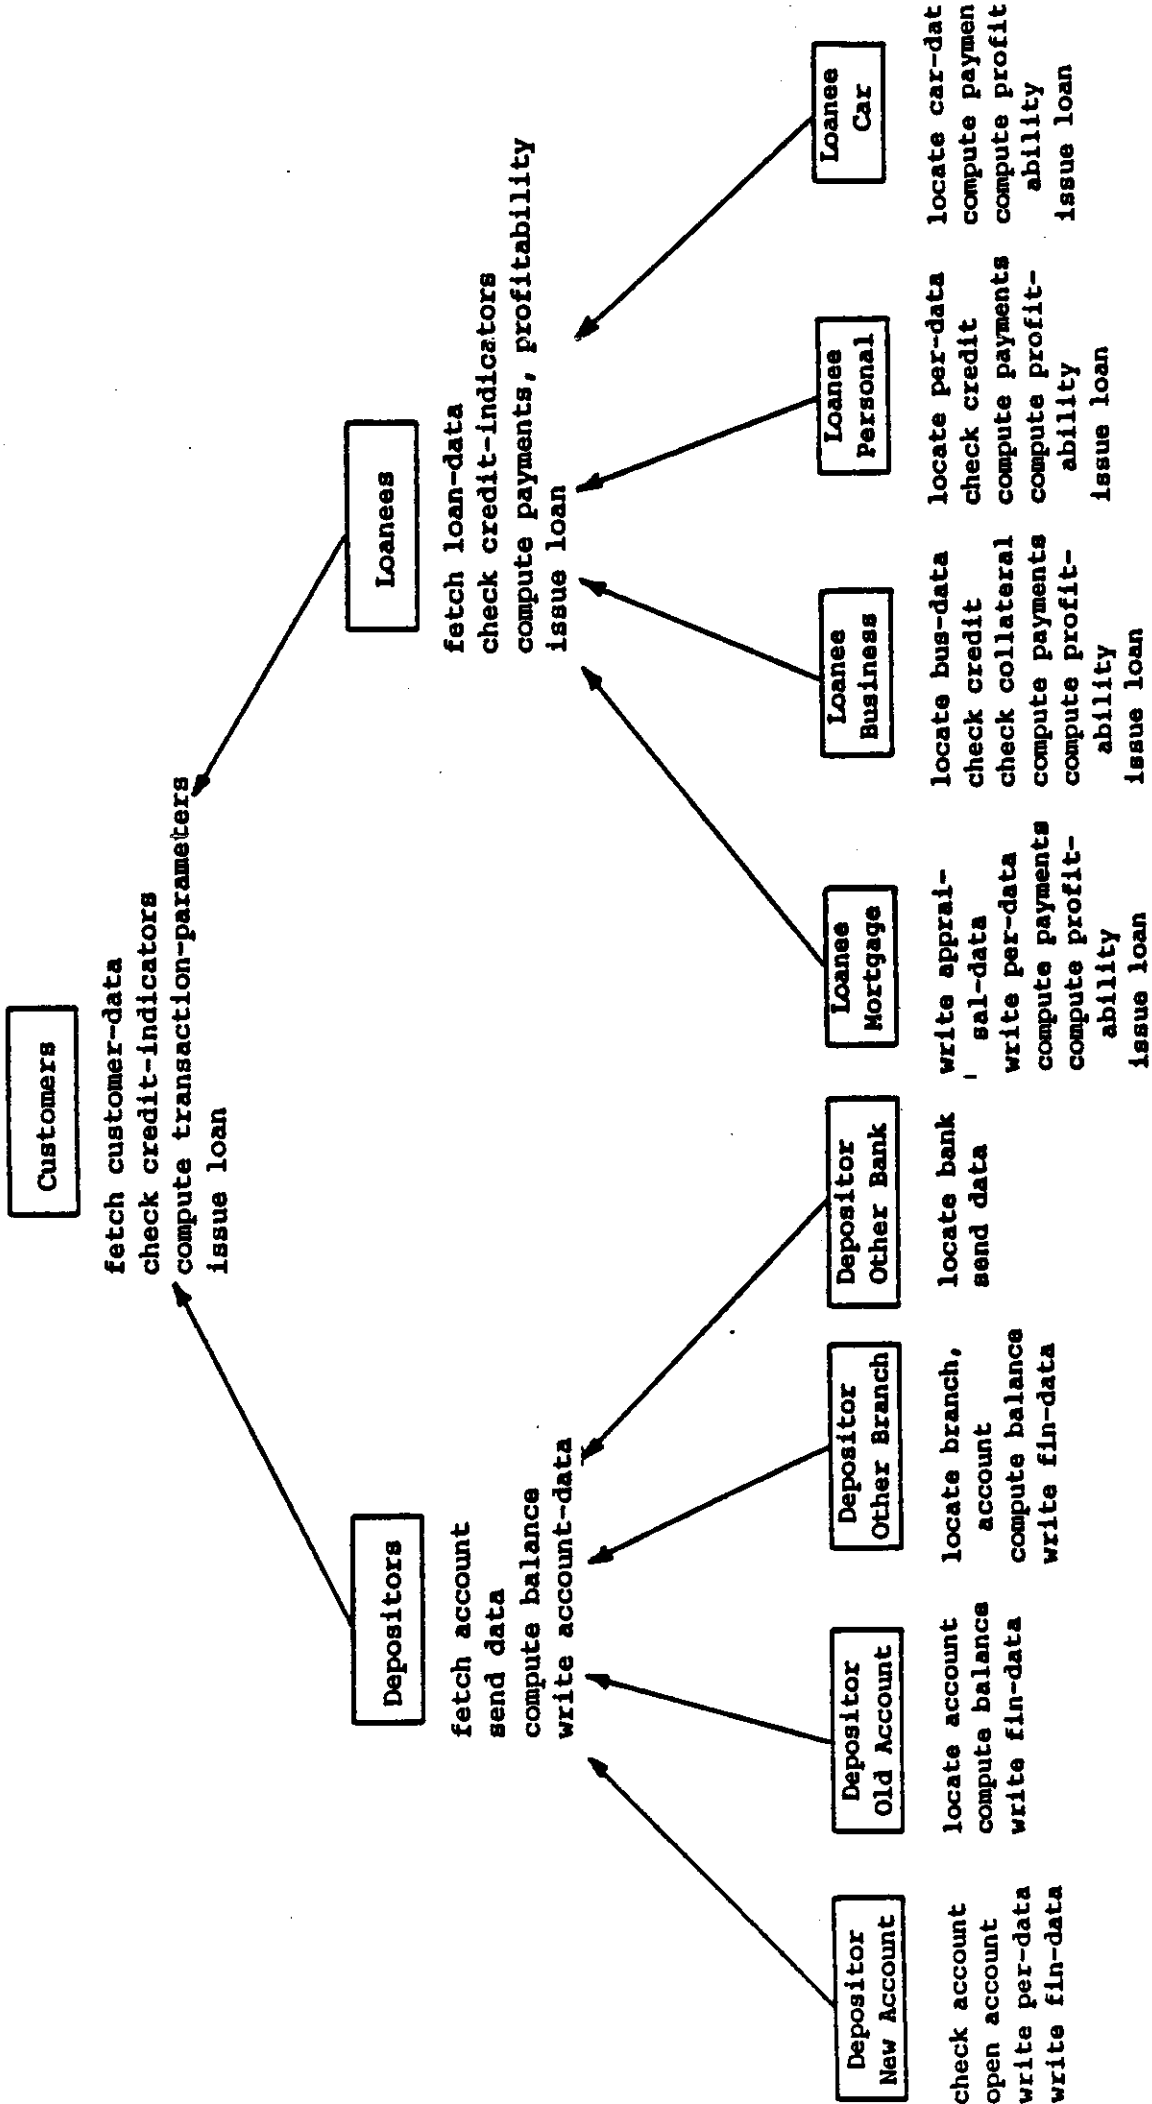 Customers
fetch customer-data
check credit-indicators
compute transaction-parameters
issue loan
Depositors
fetch account
send data
compute balance
write account-data
Loanees
fetch loan-data
check credit-indicators
compute payments, profitability
issue loan
Depositor
New Account
check account
open account
write per-data
write fin-data
Depositor
Old Account
locate account
compute balance
write fin-data
Depositor
Other Branch
locate branch,
account
compute balance
write fin-data
Depositor
Other Bank
locate bank
send data
Loanee
Mortgage
write apprai-
sal-data
write per-data
compute payments
compute profit-
ability
issue loan
Loanee
Business
locate bus-data
check credit
check collateral
compute payments
compute profit-
ability
issue loan
Loanee
Personal
locate per-data
check credit
compute payments
compute profit-
ability
issue loan
Loanee
Car
locate car-dat
compute paymen
compute profit
ability
issue loan